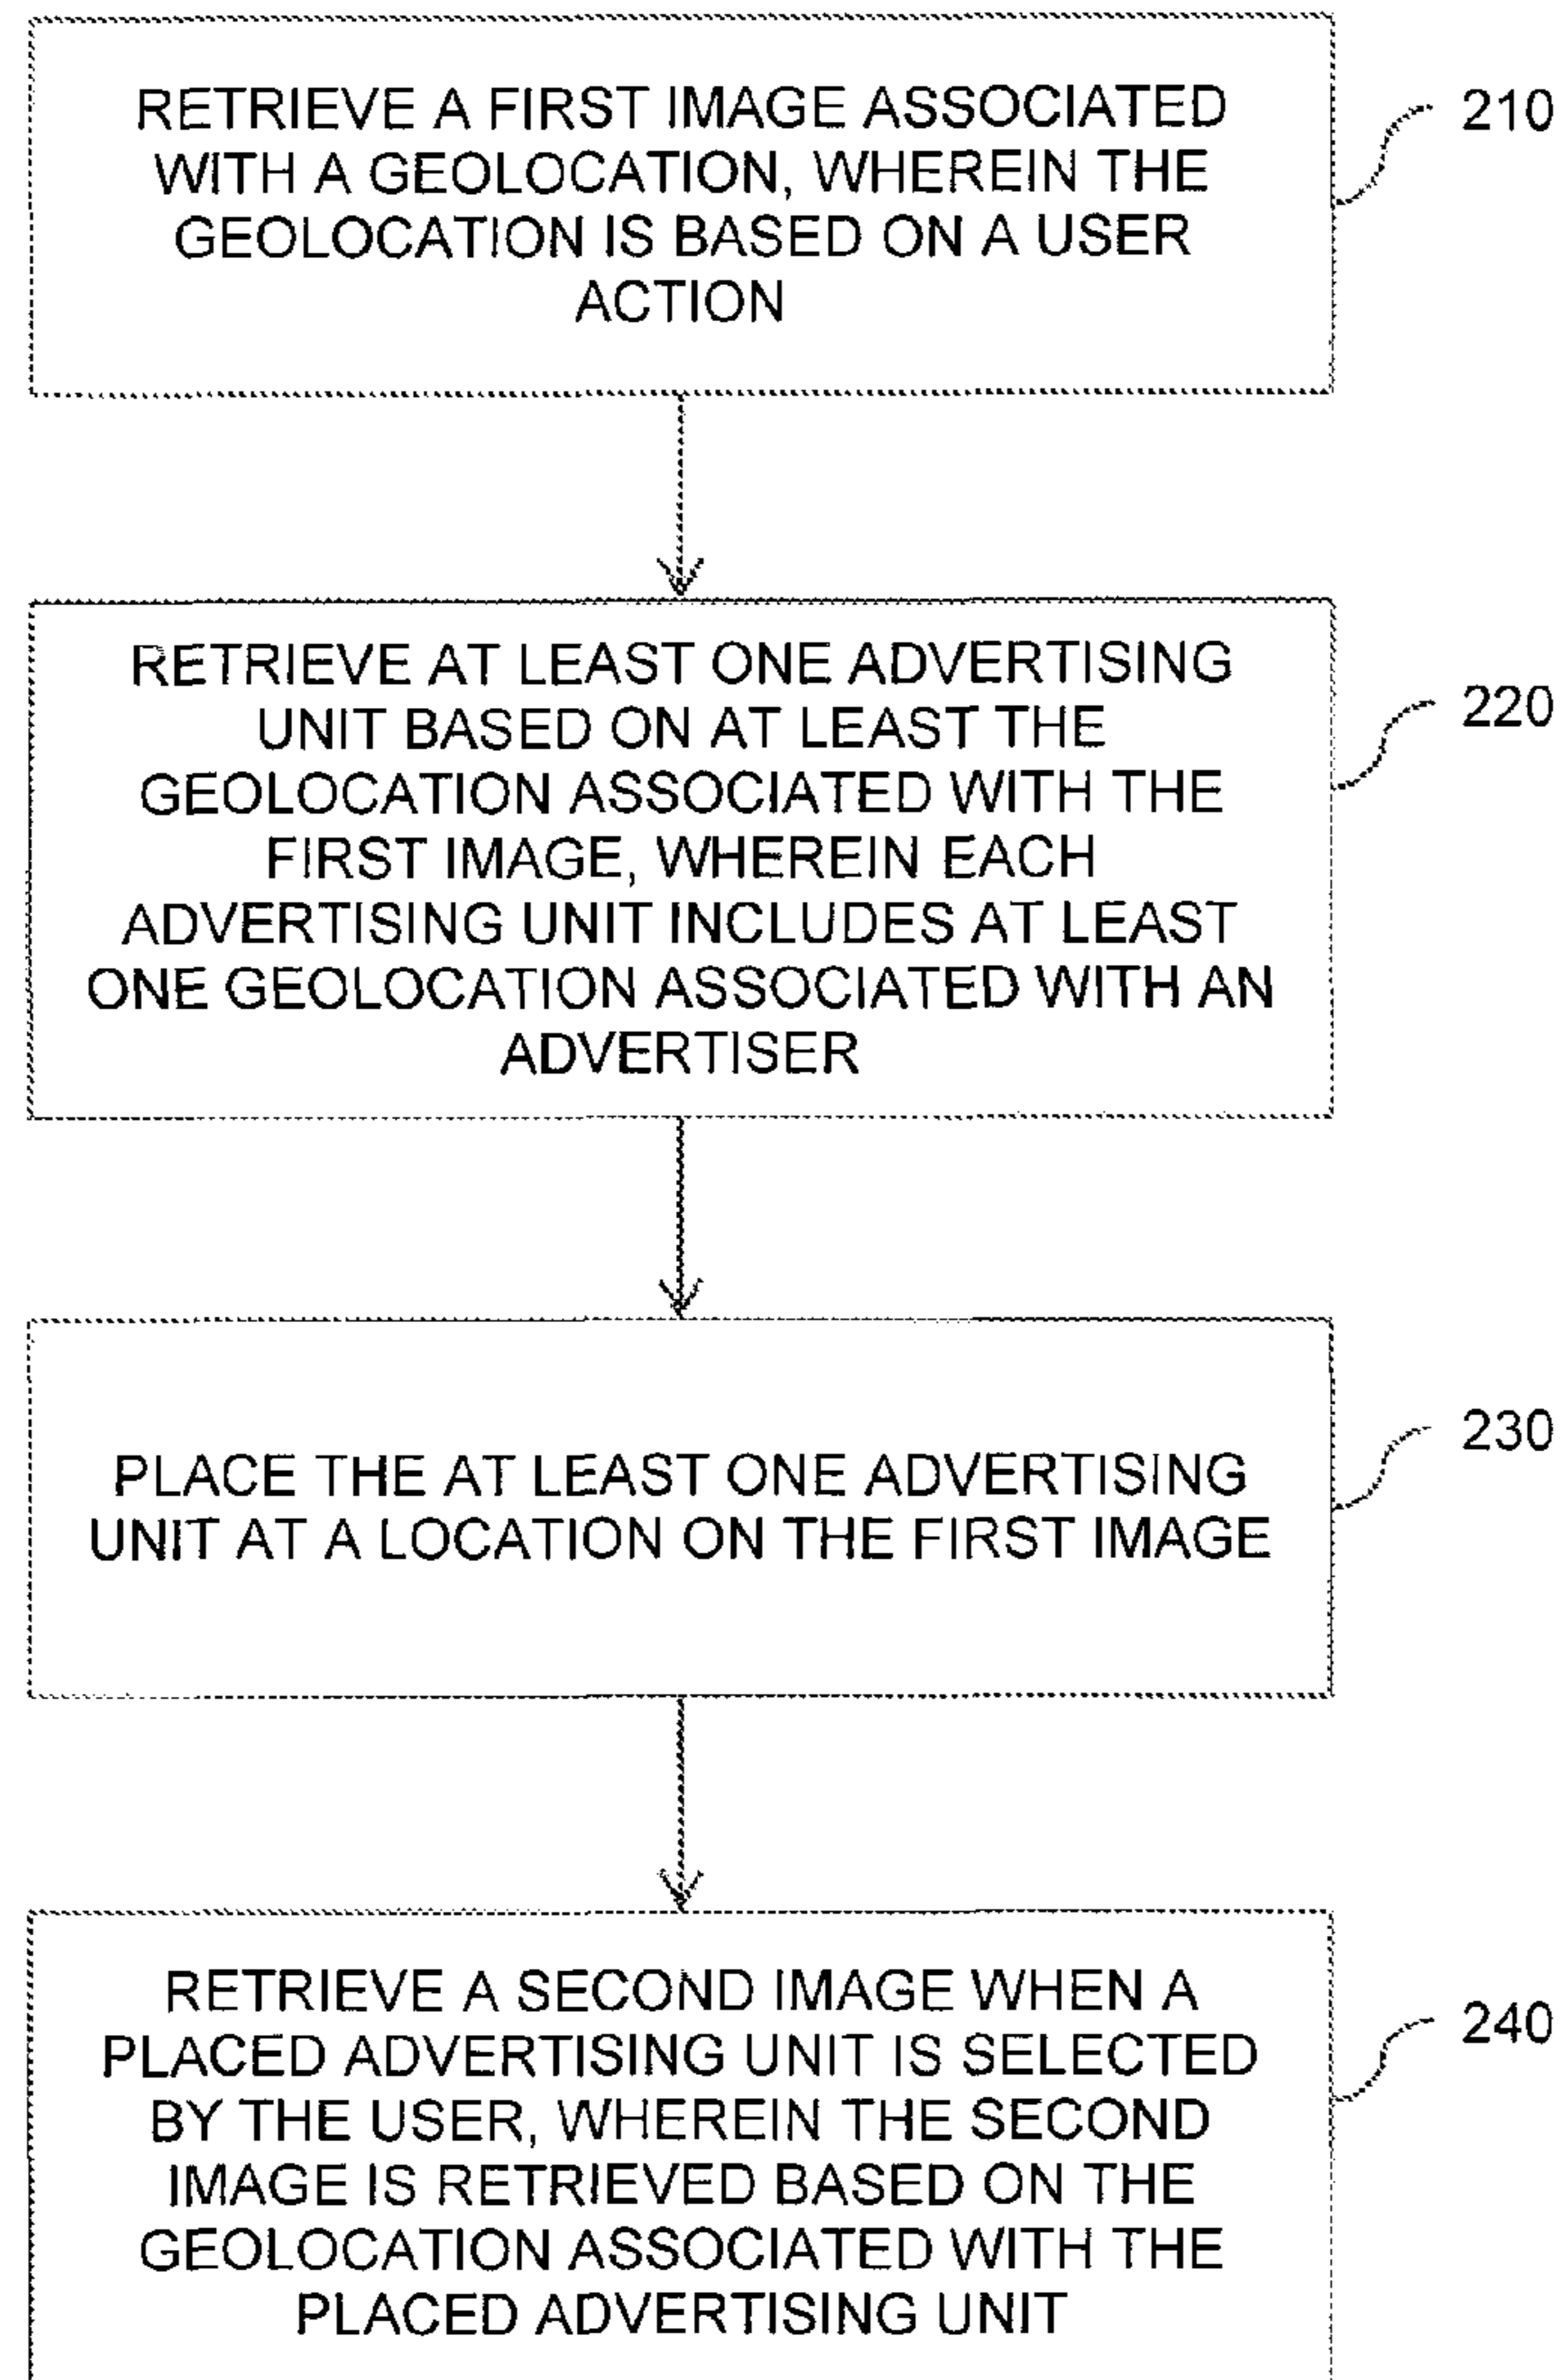 RETRIEVE A FIRST IMAGE ASSOCIATED
WITH A GEOLOCATION, WHEREIN THE
GEOLOCATION IS BASED ON A USER
ACTION
210
RETRIEVE AT LEAST ONE ADVERTISING
UNIT BASED ON AT LEAST THE
GEOLOCATION ASSOCIATED WITH THE
FIRST IMAGE, WHEREIN EACH
ADVERTISING UNIT INCLUDES AT LEAST
ONE GEOLOCATION ASSOCIATED WITH AN
ADVERTISER
220
PLACE THE AT LEAST ONE ADVERTISING
UNIT AT A LOCATION ON THE FIRST IMAGE
230
RETRIEVE A SECOND IMAGE WHEN A
PLACED ADVERTISING UNIT IS SELECTED
BY THE USER, WHEREIN THE SECOND
IMAGE IS RETRIEVED BASED ON THE
GEOLOCATION ASSOCIATED WITH THE
PLACED ADVERTISING UNIT
240